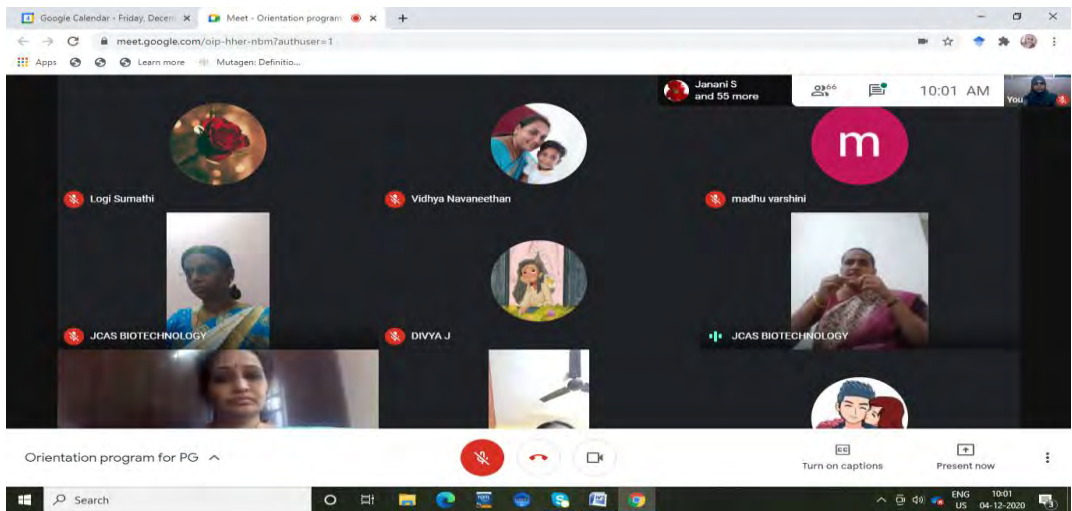 Google Calendar - Friday, Decem
Meet - Orientation program
meet.google.com/oip-hher-nbm?authuser=1
Apps
Learn more
Mutagen: Definitio...
Janani S
and 55 more
66
10:01 AM
You
m
Logi Sumathi
Vidhya Navaneethan
madhu varshini
JCAS BIOTECHNOLOGY
DIVYA J
JCAS BIOTECHNOLOGY
Orientation program for PG
CC
Turn on captions
Present now
Search
ENG
US
10:01
04-12-2020
3